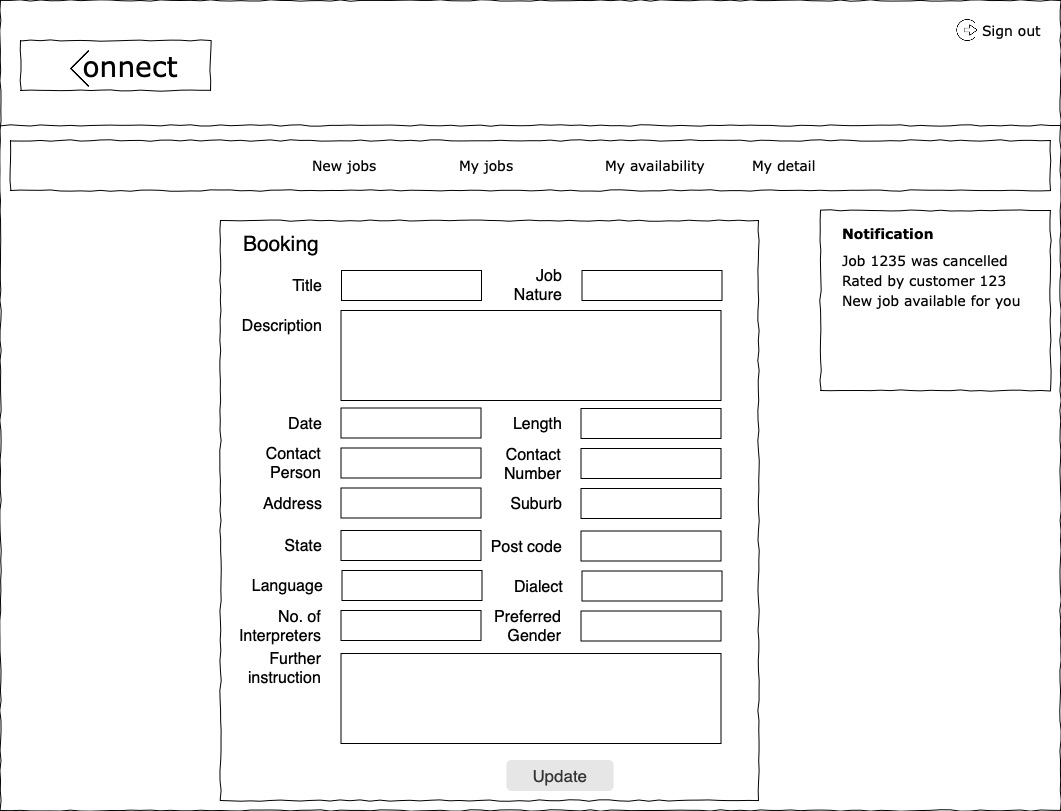 Sign out
onnect
New jobs My jobs My availability My detail
Booking
Title
Job
Nature
Description
Date
Length
Contact
Person
Contact
Number
Address
Suburb
State
Post code
Language
Dialect
No. of
Interpreters
Preferred
Gender
Further
instruction
Update
Notification
Job 1235 was cancelled
Rated by customer 123
New job available for you